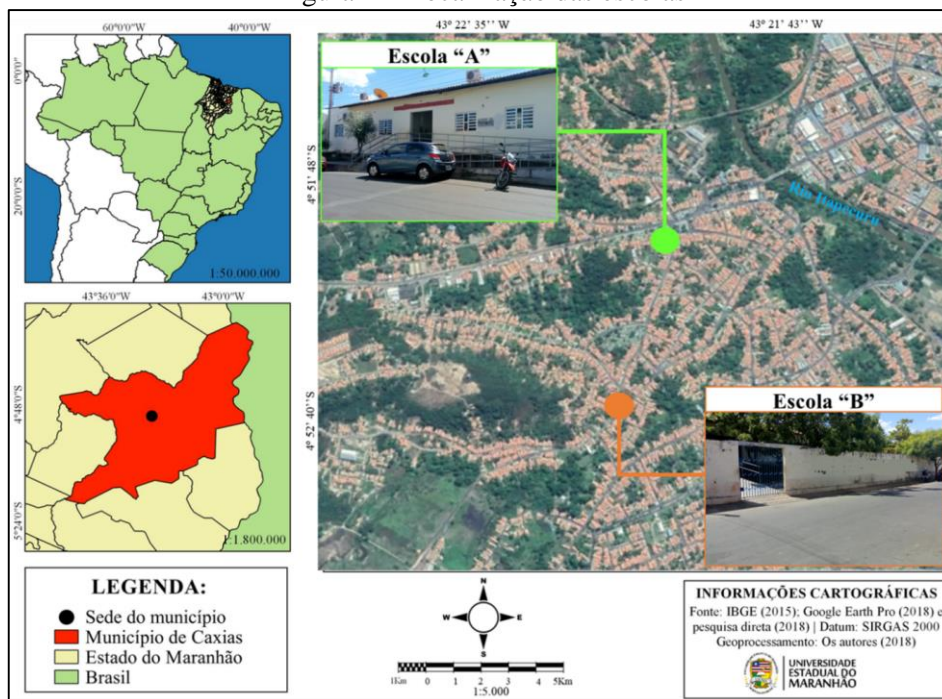 60°0'0"W
40°0'0"W
0°0'0"
20°0'0"S
1:50.000.000
43°36'0"W
43°0'0"W
4°48'0"S
5°24'0"S
1:1.800.000
LEGENDA:
Sede do município
Município de Caxias
Estado do Maranhão
Brasil
43º 22' 35'' W
43º 21' 43'' W
4º 51' 48'' S
4º 52' 40'' S
Escola “A”
Rio Itapecuru
Escola “B”
N
W
E
S
1Km 0 1 2 3 4 5Km
1:5.000
INFORMAÇÕES CARTOGRÁFICAS
Fonte: IBGE (2015); Google Earth Pro (2018) e
pesquisa direta (2018) | Datum: SIRGAS 2000
Geoprocessamento: Os autores (2018)
UNIVERSIDADE
ESTADUAL DO
MARANHÃO